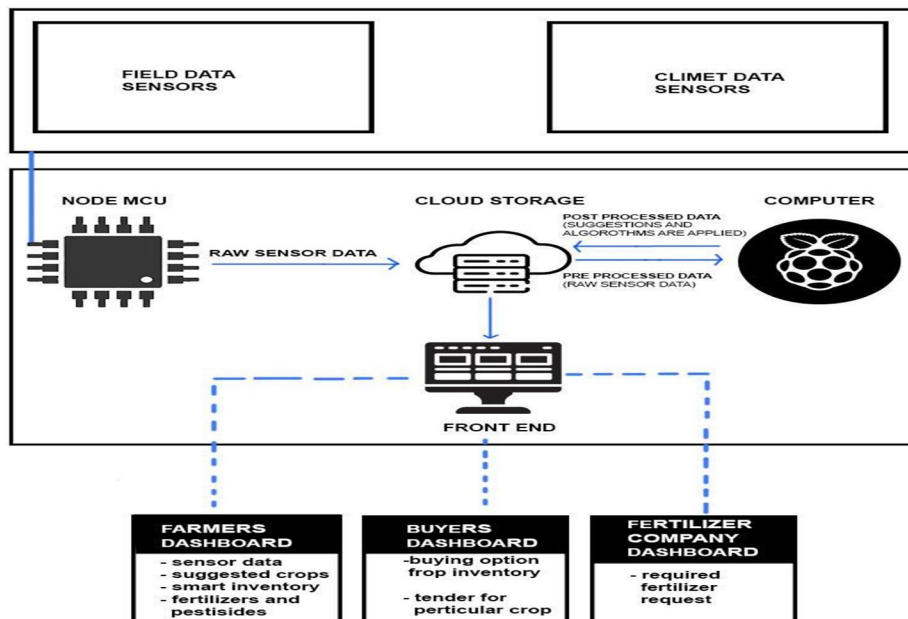 FIELD DATA
SENSORS
CLIMET DATA
SENSORS
NODE MCU
CLOUD STORAGE
COMPUTER
POST PROCESSED DATA
(SUGGESTIONS AND
ALGOROTHMS ARE APPLIED)
RAW SENSOR DATA
PRE PROCESSED DATA
(RAW SENSOR DATA)
FRONT END
FARMERS
DASHBOARD
- sensor data
- suggested crops
- smart inventory
- fertilizers and
pestisides
BUYERS
DASHBOARD
-buying option
frop inventory
- tender for
perticular crop
FERTILIZER
COMPANY
DASHBOARD
- required
fertilizer
request